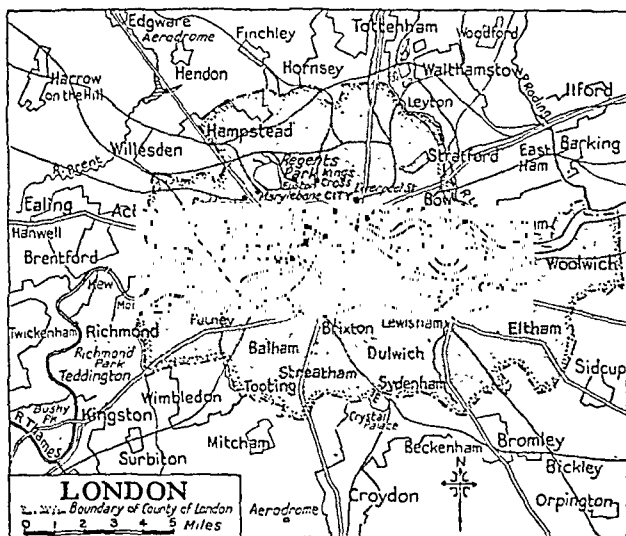 Edgware
Aerodrome
Finchley
Tottenham
Woodford
Hendon
Hornsey
Walthamstow
R. Roding
Harrow
on the Hill
Ilford
Leyton
Hampstead
Willesden
Barking
Stratford
East
Ham
R. Brent
Regents
Park
Kings
Cross
Euston
Liverpool St
Marylebone
CITY
Bow
Ealing
Act
Hanwell
Brentford
Woolwich
Kew
Putney
Brixton
Lewisham
Eltham
Twickenham
Richmond
Richmond
Park
Balham
Dulwich
Teddington
Streatham
Sidcup
Tooting
Sydenham
Wimbledon
Bushy
Pk
Kingston
R Thames
Crystal
Palace
Mitcham
Bromley
Surbiton
Beckenham
Bickley
N
LONDON
Boundary of County of London
0 1 2 3 4 5 Miles
Aerodrome
Croydon
Orpington